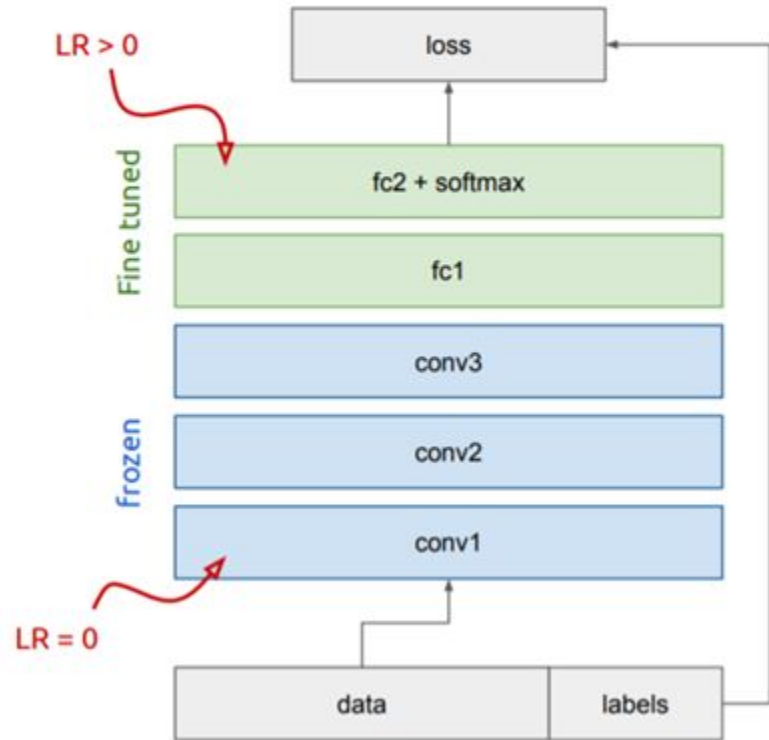 loss
LR > 0
fc2 + softmax
Fine tuned
fc1
conv3
conv2
frozen
conv1
LR = 0
data
labels